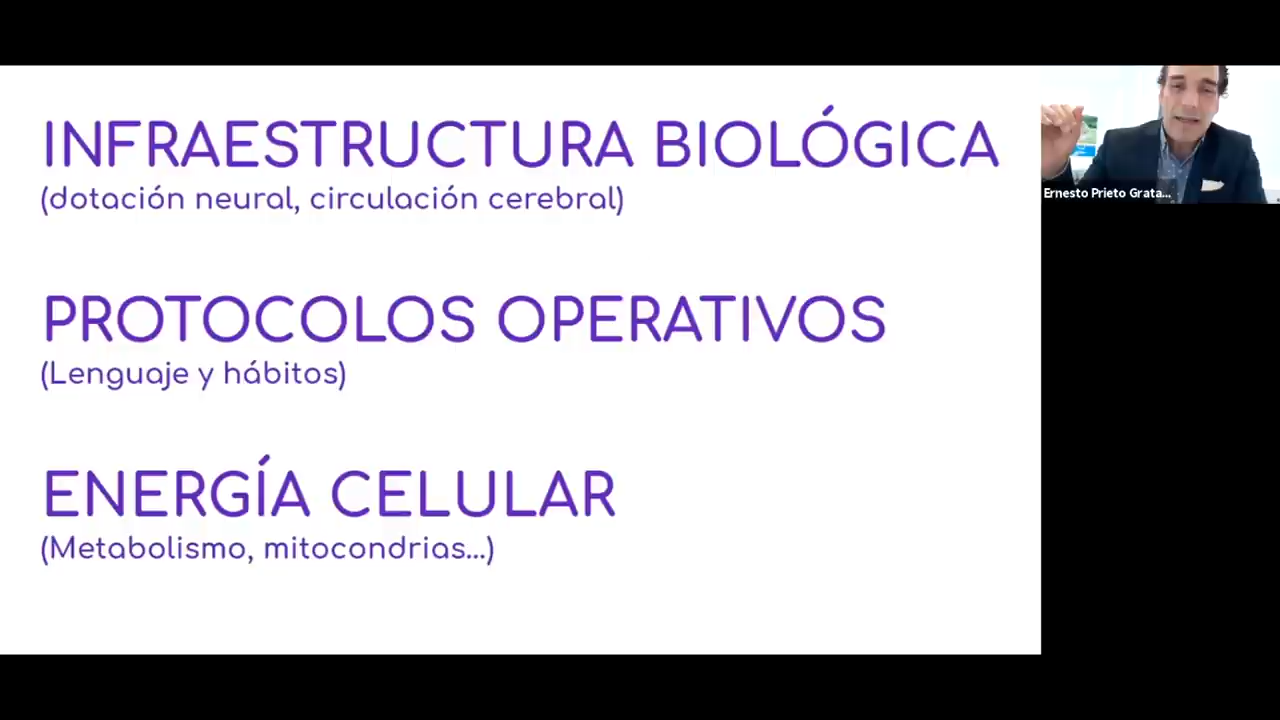 INFRAESTRUCTURA BIOLÓGICA
(dotación neural, circulación cerebral)
PROTOCOLOS OPERATIVOS
(Lenguaje y hábitos)
ENERGÍA CELULAR
(Metabolismo, mitocondrias...)
Ernesto Prieto Grata...